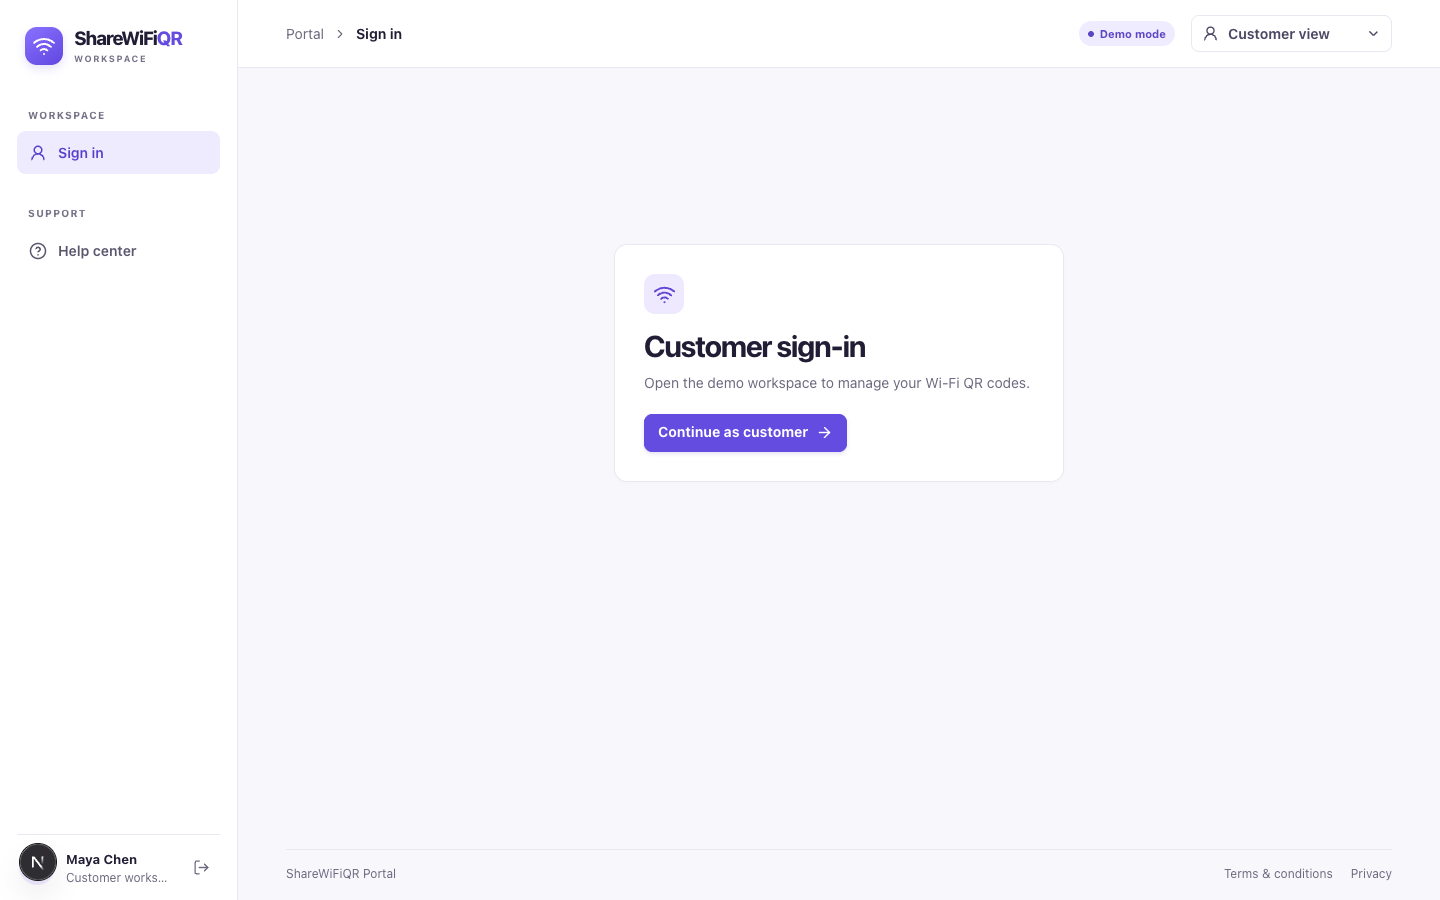 ShareWiFiQR
WORKSPACE
WORKSPACE
Sign in
SUPPORT
Help center
N
Maya Chen
Customer works...
Portal > Sign in
Demo mode
Customer view
Customer sign-in
Open the demo workspace to manage your Wi-Fi QR codes.
Continue as customer →
ShareWiFiQR Portal
Terms & conditions
Privacy